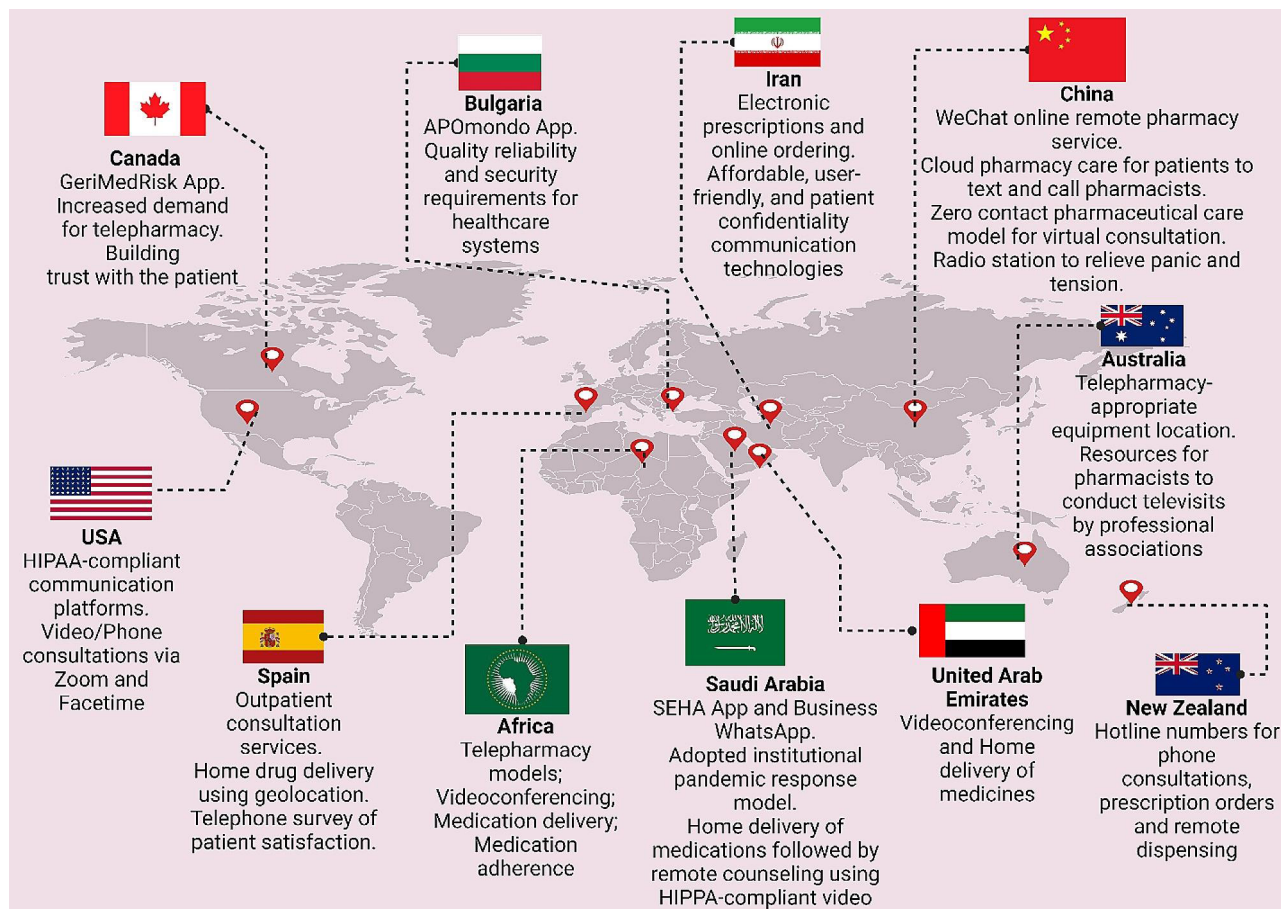 Canada
GeriMedRisk App.
Increased demand
for telepharmacy.
Building
trust with the patient
Bulgaria
APOmondo App.
Quality reliability
and security
requirements for
healthcare
systems
Iran
Electronic
prescriptions and
online ordering.
Affordable, user-
friendly, and patient
confidentiality
communication
technologies
China
WeChat online remote pharmacy
service.
Cloud pharmacy care for patients to
text and call pharmacists.
Zero contact pharmaceutical care
model for virtual consultation.
Radio station to relieve panic and
tension.
Australia
Telepharmacy-
appropriate
equipment location.
Resources for
pharmacists to
conduct televisits
by professional
associations
USA
HIPAA-compliant
communication
platforms.
Video/Phone
consultations via
Zoom and
Facetime
Spain
Outpatient
consultation
services.
Home drug delivery
using geolocation.
Telephone survey of
patient satisfaction.
Africa
Telepharmacy
models;
Videoconferencing;
Medication delivery;
Medication
adherence
Saudi Arabia
SEHA App and Business
WhatsApp.
Adopted institutional
pandemic response
model.
Home delivery of
medications followed by
remote counseling using
HIPPA-compliant video
United Arab
Emirates
Videoconferencing
and Home
delivery of
medicines
New Zealand
Hotline numbers for
phone
consultations,
prescription orders
and remote
dispensing